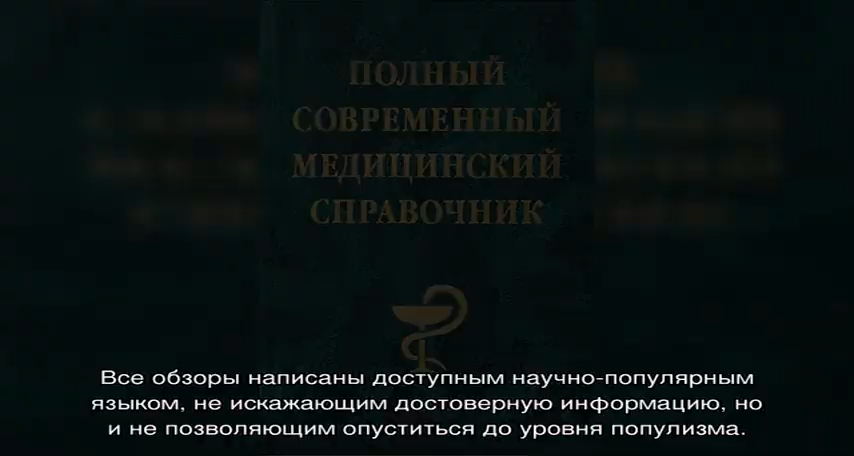 ПОЛНЫЙ
СОВРЕМЕННЫЙ
МЕДИЦИНСКИЙ
СПРАВОЧНИК
Все обзоры написаны доступным научно-популярным
языком, не искажающим достоверную информацию, но
и не позволяющим опуститься до уровня популизма.